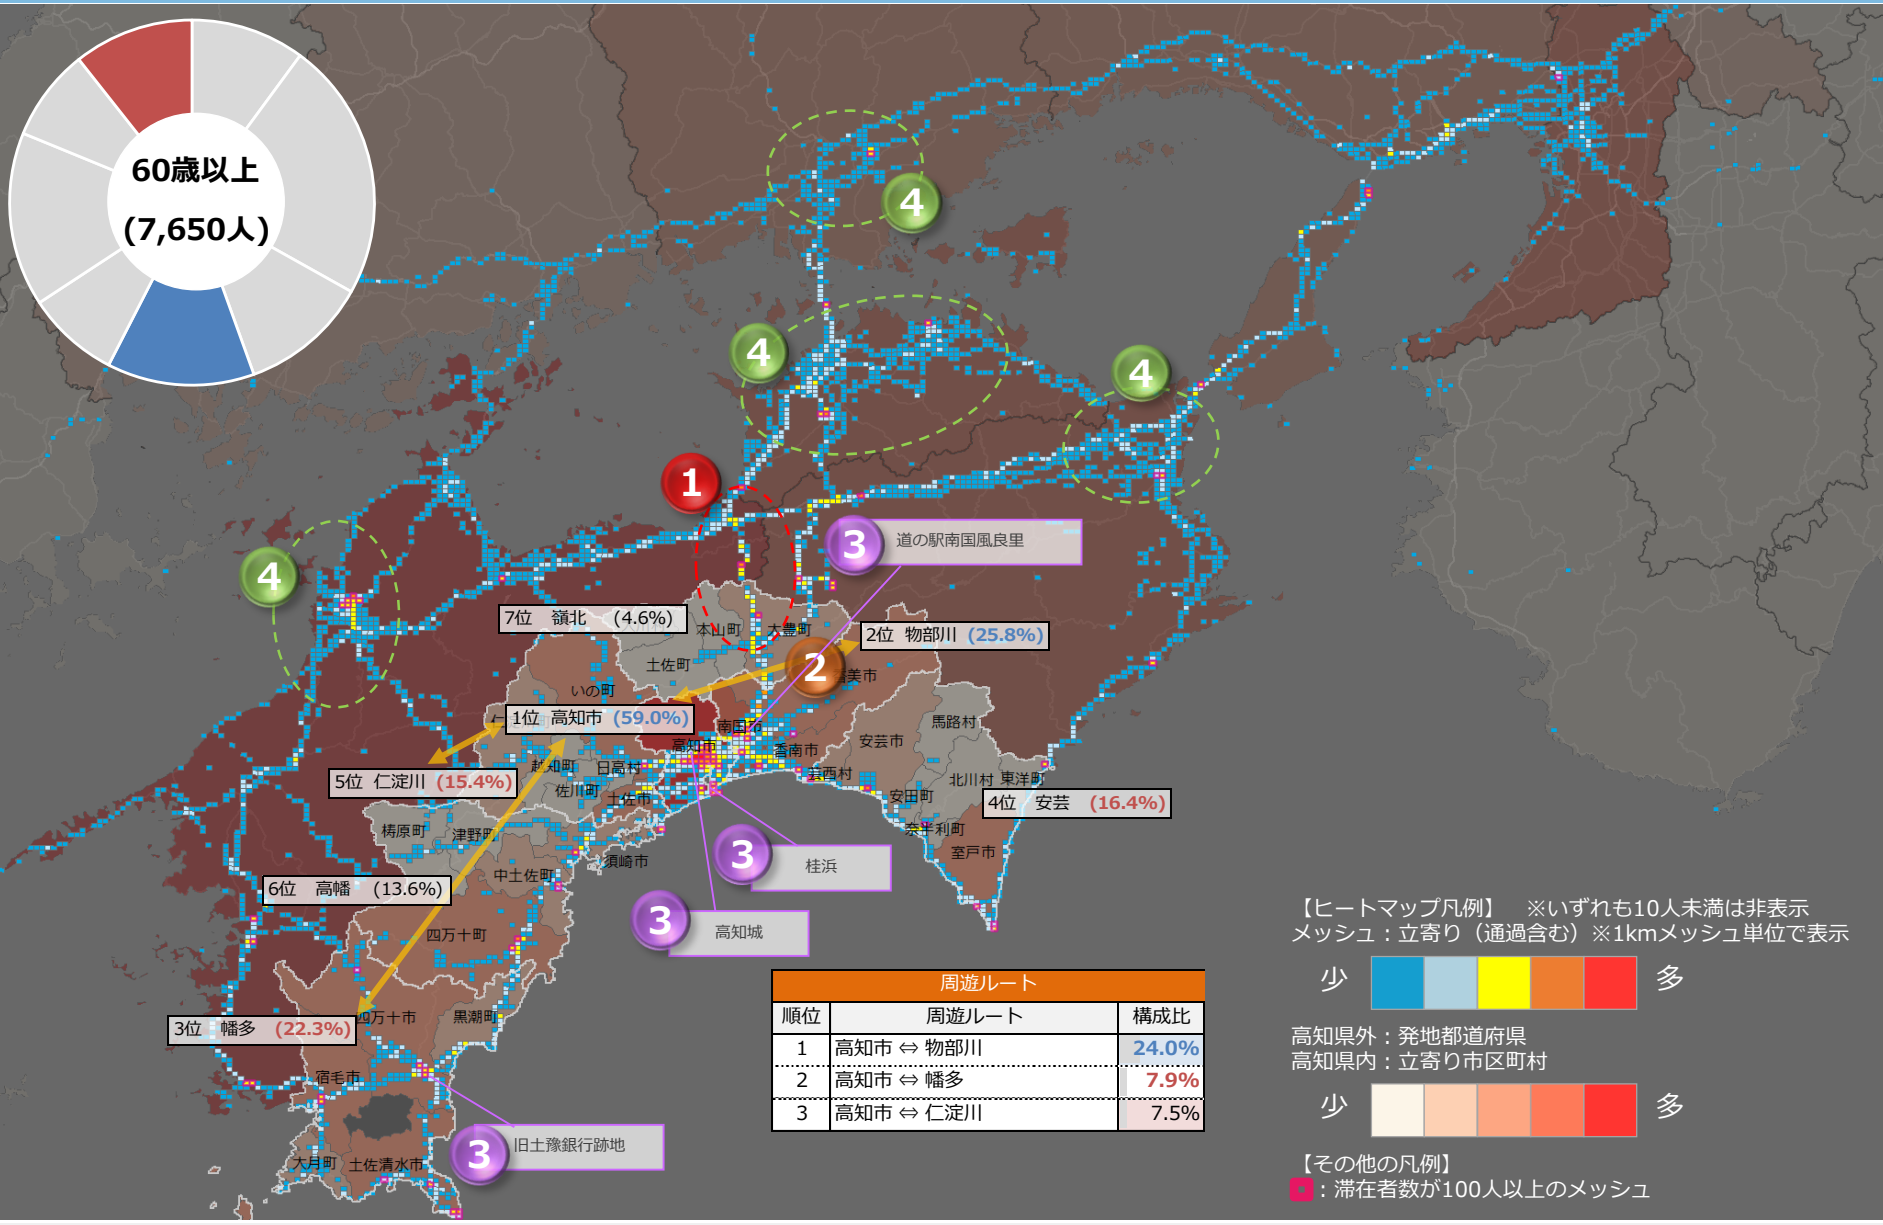 60歳以上
(7,650人)
4
4
4
1
3
道の駅南国風良里
4
7位 嶺北 (4.6%)
本山町
大豊町
2位 物部川 (25.8%)
土佐町
2
香美市
いの町
1位 高知市 (59.0%)
南国市
馬路村
高知市
香南市
安芸市
越知町
日高村
芸西村
北川村
東洋町
5位 仁淀川 (15.4%)
佐川町
土佐市
安田町
4位 安芸 (16.4%)
梼原町
津野町
奈半利町
須崎市
室戸市
3
桂浜
中土佐町
6位 高幡 (13.6%)
3
高知城
四万十町
3位 幡多 (22.3%)
四万十市
黒潮町
宿毛市
3
旧土豫銀行跡地
大月町
土佐清水市
周遊ルート
順位 周遊ルート 構成比
1 高知市 ⇔ 物部川 24.0%
2 高知市 ⇔ 幡多 7.9%
3 高知市 ⇔ 仁淀川 7.5%
【ヒートマップ凡例】 ※いずれも10人未満は非表示
メッシュ：立寄り（通過含む）※1kmメッシュ単位で表示
少 多
高知県外：発地都道府県
高知県内：立寄り市区町村
少 多
【その他の凡例】
：滞在者数が100人以上のメッシュ